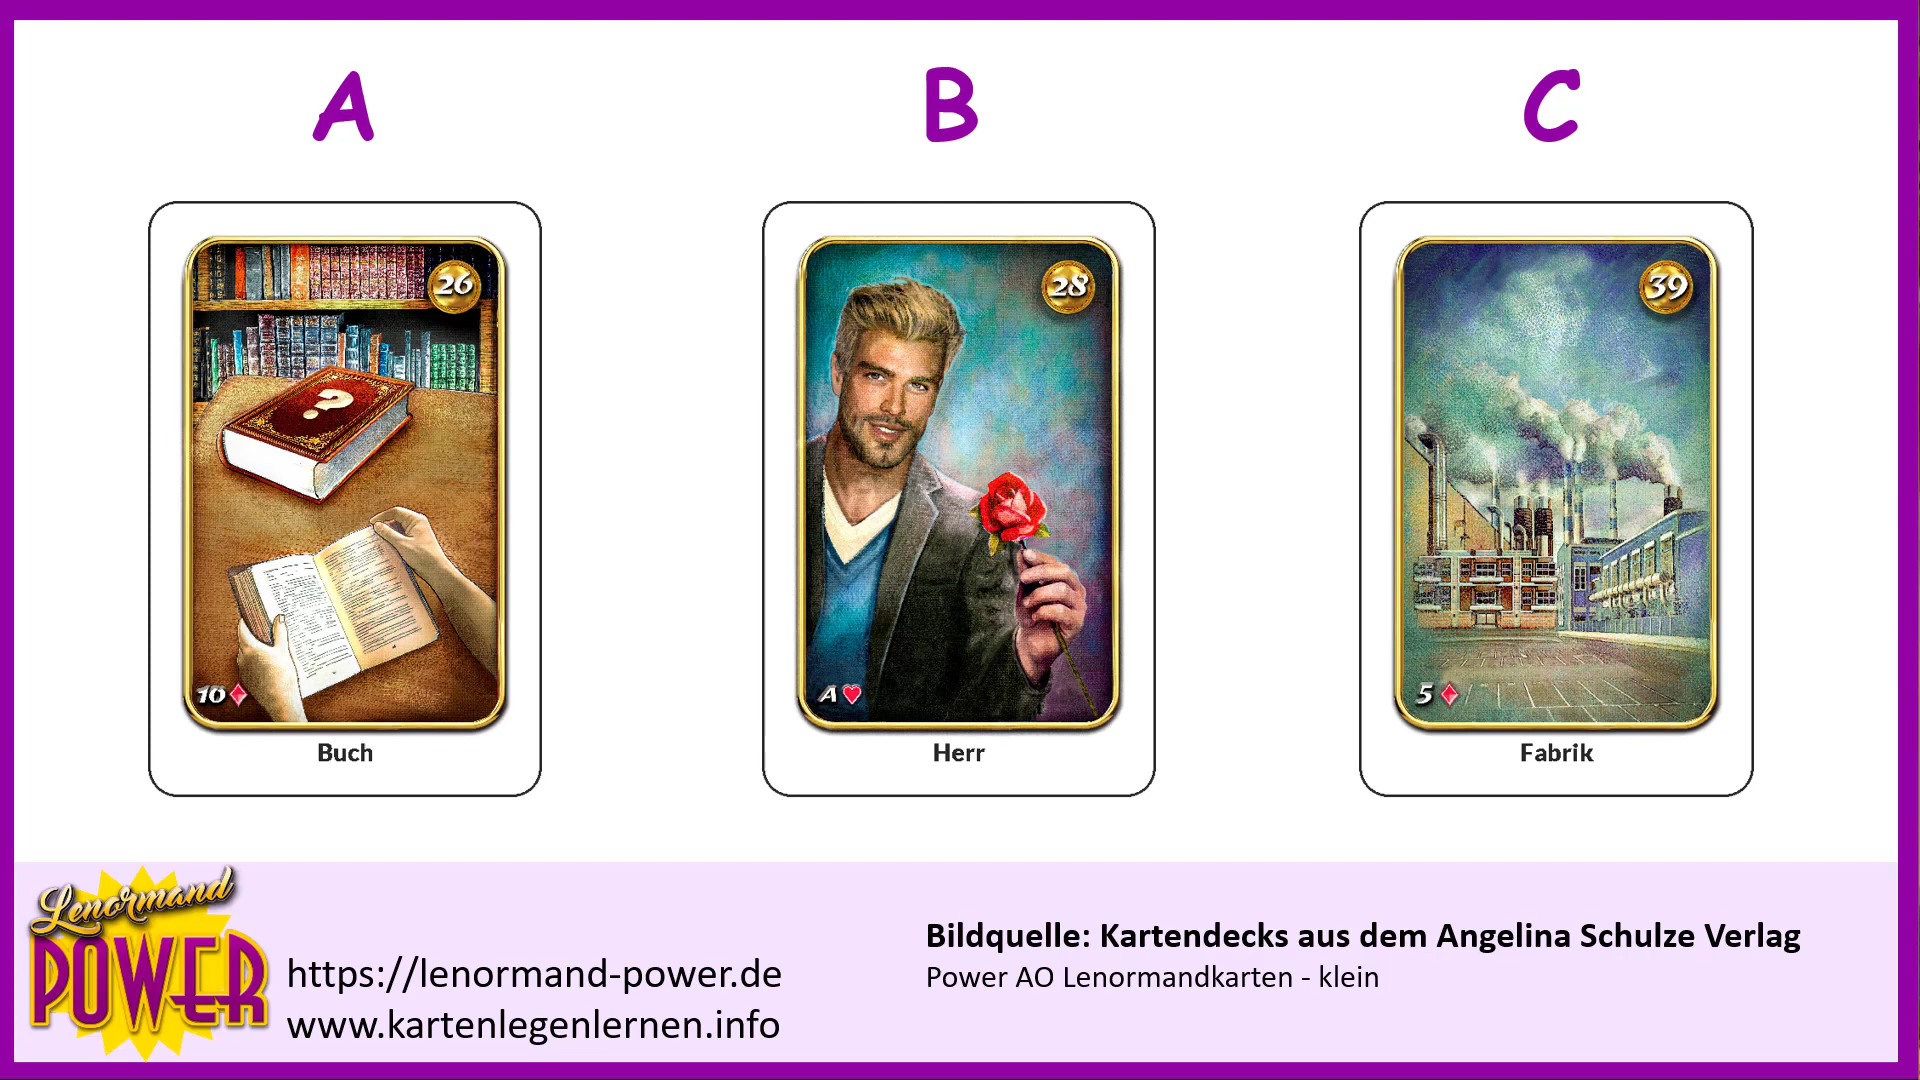 A
B
C
26
10
Buch
28
A
Herr
39
5
Fabrik
Lenormand
POWER
https://lenormand-power.de
www.kartenlegenlernen.info
Bildquelle: Kartendecks aus dem Angelina Schulze Verlag
Power AO Lenormandkarten - klein